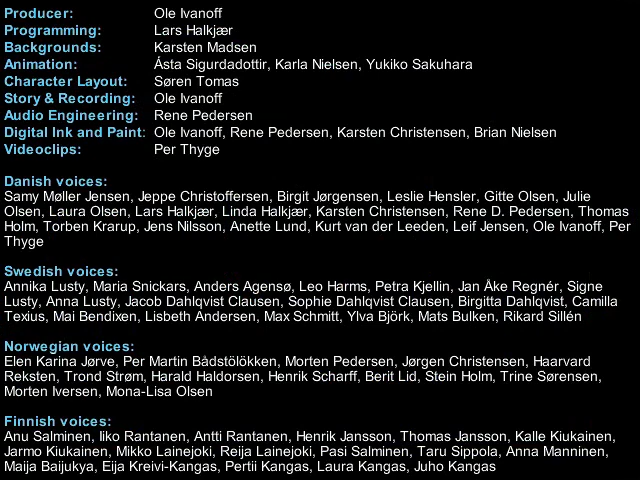 Producer: Ole Ivanoff
Programming: Lars Halkjær
Backgrounds: Karsten Madsen
Animation: Ásta Sigurdadottir, Karla Nielsen, Yukiko Sakuhara
Character Layout: Søren Tomas
Story & Recording: Ole Ivanoff
Audio Engineering: Rene Pedersen
Digital Ink and Paint: Ole Ivanoff, Rene Pedersen, Karsten Christensen, Brian Nielsen
Videoclips: Per Thyge
Danish voices:
Samy Møller Jensen, Jeppe Christoffersen, Birgit Jørgensen, Leslie Hensler, Gitte Olsen, Julie
Olsen, Laura Olsen, Lars Halkjær, Linda Halkjær, Karsten Christensen, Rene D. Pedersen, Thomas
Holm, Torben Krarup, Jens Nilsson, Anette Lund, Kurt van der Leeden, Leif Jensen, Ole Ivanoff, Per
Thyge
Swedish voices:
Annika Lusty, Maria Snickars, Anders Agensø, Leo Harms, Petra Kjellin, Jan Åke Regnér, Signe
Lusty, Anna Lusty, Jacob Dahlqvist Clausen, Sophie Dahlqvist Clausen, Birgitta Dahlqvist, Camilla
Texius, Mai Bendixen, Lisbeth Andersen, Max Schmitt, Ylva Björk, Mats Bulken, Rikard Sillén
Norwegian voices:
Elen Karina Jørve, Per Martin Bådstölökken, Morten Pedersen, Jørgen Christensen, Haarvard
Reksten, Trond Strøm, Harald Haldorsen, Henrik Scharff, Berit Lid, Stein Holm, Trine Sørensen,
Morten Iversen, Mona-Lisa Olsen
Finnish voices:
Anu Salminen, Iiko Rantanen, Antti Rantanen, Henrik Jansson, Thomas Jansson, Kalle Kiukainen,
Jarmo Kiukainen, Mikko Lainejoki, Reija Lainejoki, Pasi Salminen, Taru Sippola, Anna Manninen,
Maija Baijukya, Eija Kreivi-Kangas, Pertii Kangas, Laura Kangas, Juho Kangas